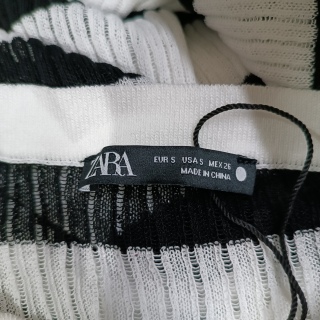 ZARA
EUR S USA S MEX 26
MADE IN CHINA